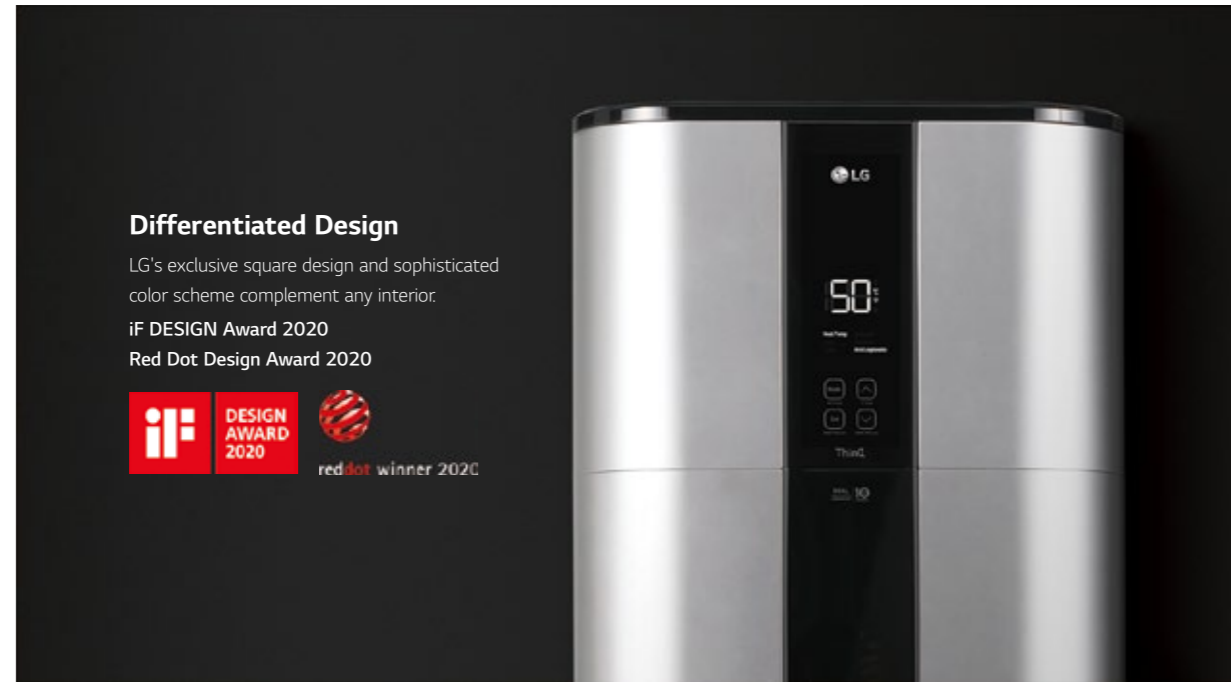 Differentiated Design
LG's exclusive square design and sophisticated
color scheme complement any interior.
iF DESIGN Award 2020
Red Dot Design Award 2020
iF
DESIGN
AWARD
2020
reddot winner 2020
LG
50
ThinQ
10